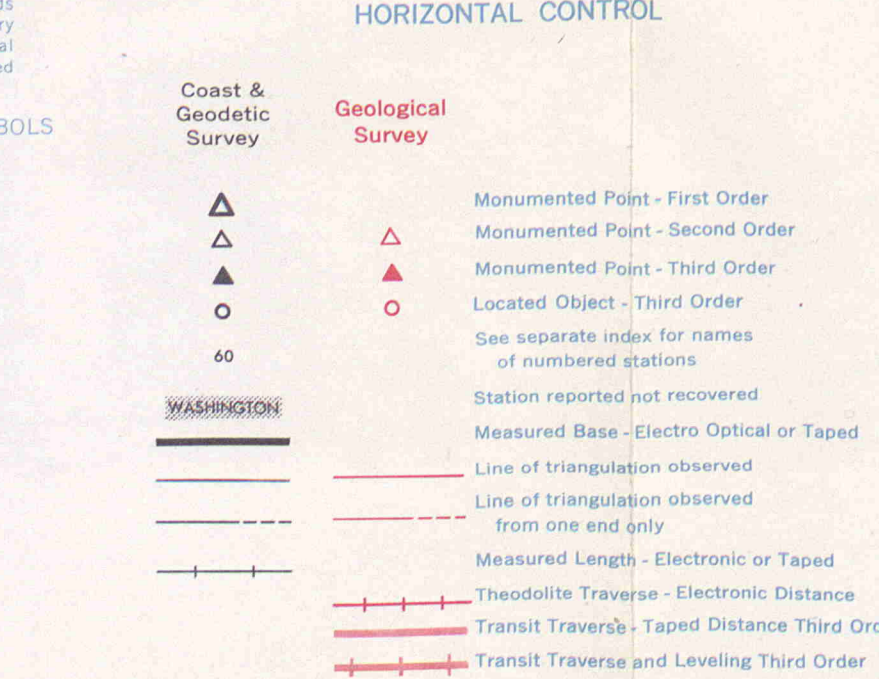 HORIZONTAL CONTROL
Coast &
Geodetic
Survey
Geological
Survey
Monumented Point - First Order
Monumented Point - Second Order
Monumented Point - Third Order
Located Object - Third Order
60
See separate index for names
of numbered stations
WASHINGTON
Station reported not recovered
Measured Base - Electro Optical or Taped
Line of triangulation observed
Line of triangulation observed
from one end only
Measured Length - Electronic or Taped
Theodolite Traverse - Electronic Distance
Transit Traverse - Taped Distance Third
Transit Traverse and Leveling Third Order